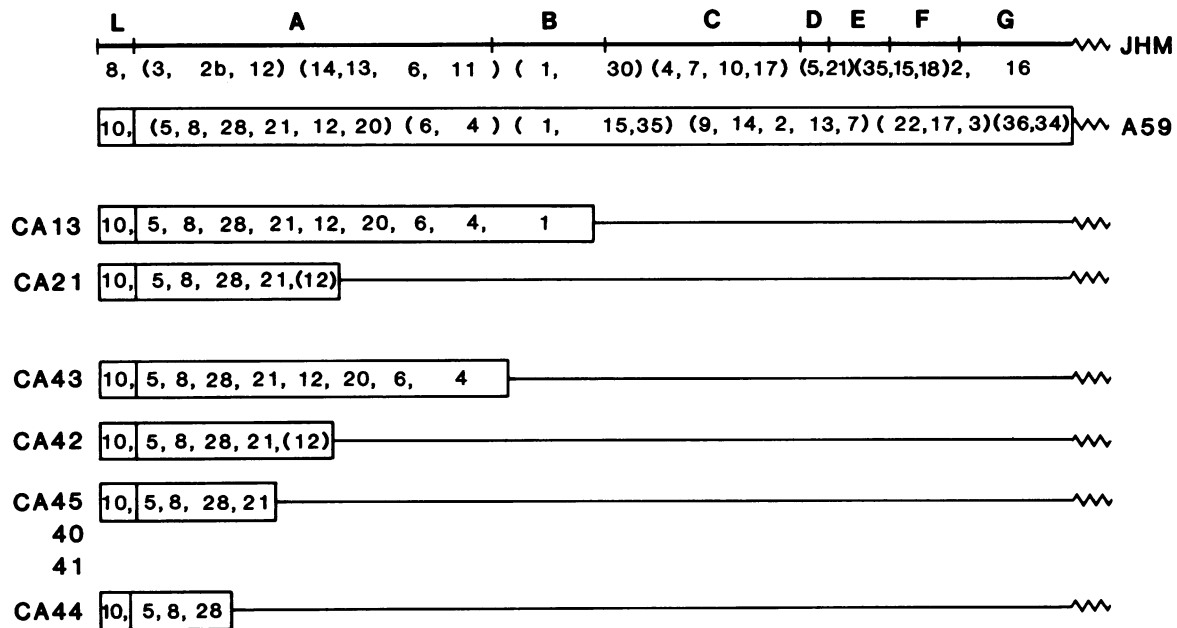 L A B C D E F G
JHM
8, (3, 2b, 12) (14,13, 6, 11 ) ( 1, 30) (4, 7, 10,17) (5,21)(35,15,18)2, 16
10, (5, 8, 28, 21, 12, 20) ( 6, 4 ) ( 1, 15,35) (9, 14, 2, 13, 7) ( 22,17, 3)(36,34) A59
CA13 10, 5, 8, 28, 21, 12, 20, 6, 4, 1
CA21 10, 5, 8, 28, 21,(12)
CA43 10, 5, 8, 28, 21, 12, 20, 6, 4
CA42 10, 5, 8, 28, 21,(12)
CA45 10, 5,8, 28, 21
40
41
CA44 10, 5,8, 28